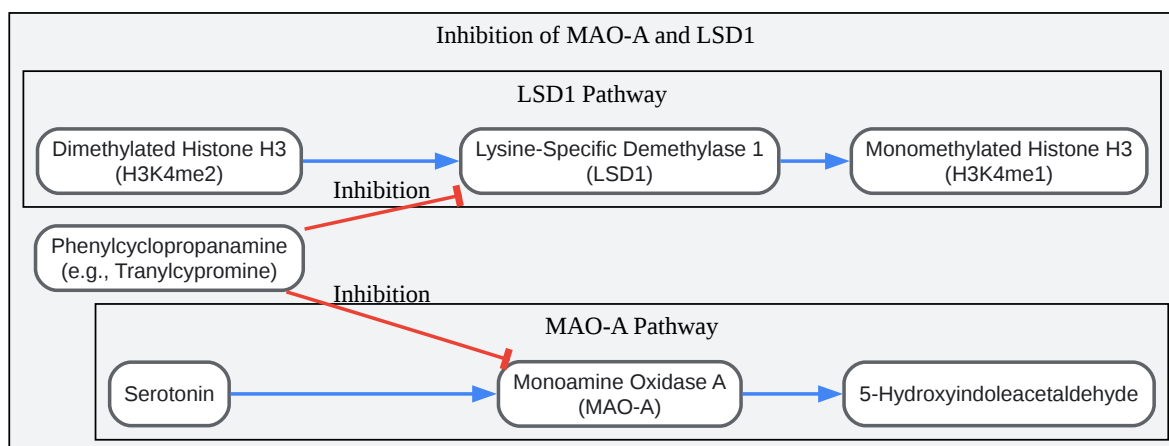 Inhibition of MAO-A and LSD1
LSD1 Pathway
Dimethylated Histone H3
(H3K4me2)
Lysine-Specific Demethylase 1
(LSD1)
Monomethylated Histone H3
(H3K4me1)
Inhibition
Phenylcyclopropanamine
(e.g., Tranylcypromine)
Inhibition
MAO-A Pathway
Serotonin
Monoamine Oxidase A
(MAO-A)
5-Hydroxyindoleacetaldehyde